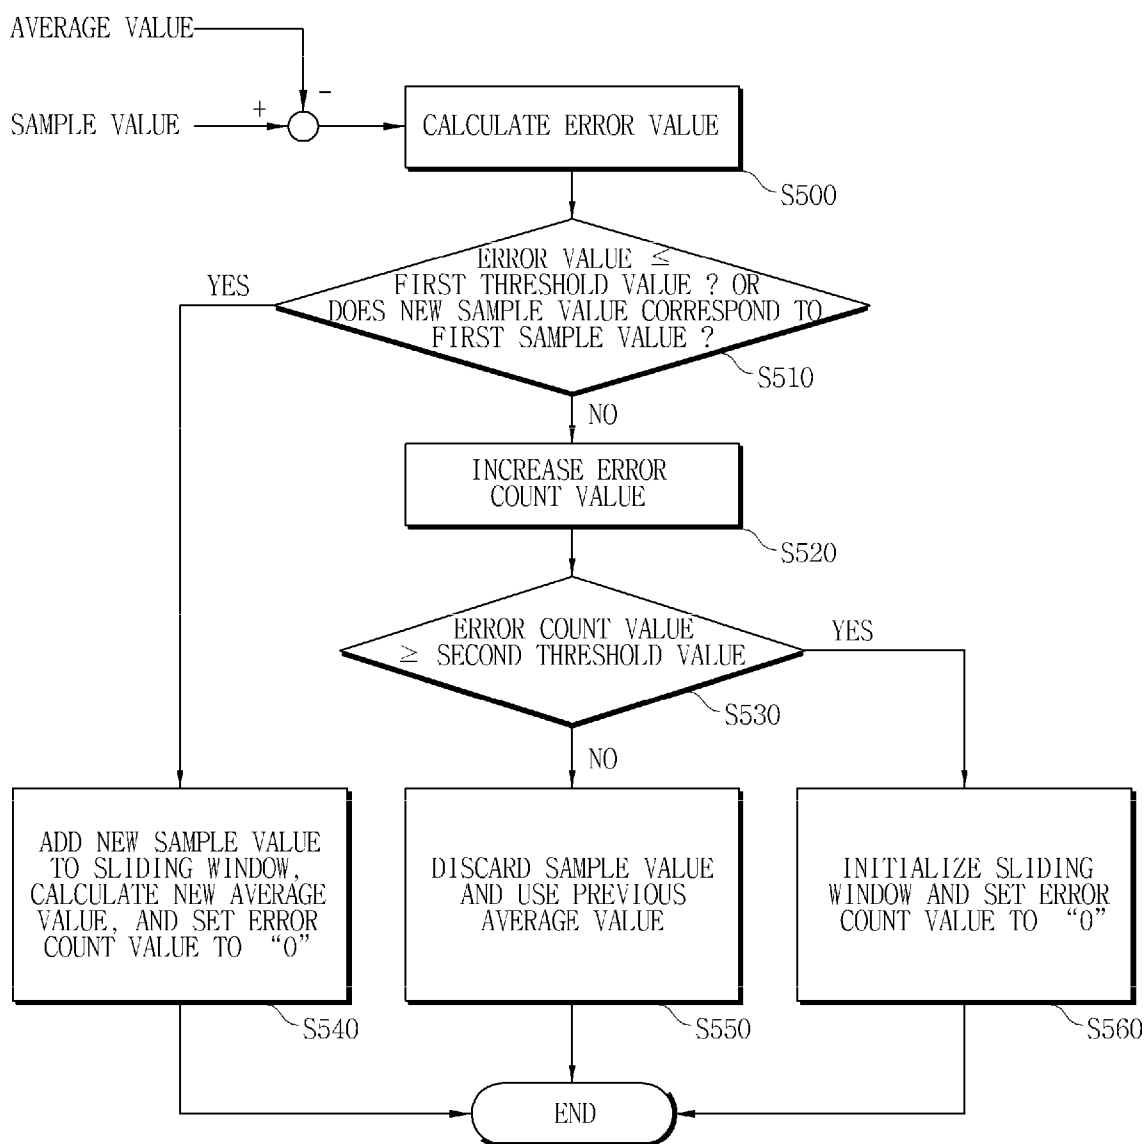 AVERAGE VALUE
−
+
SAMPLE VALUE
CALCULATE ERROR VALUE
S500
ERROR VALUE ≤
FIRST THRESHOLD VALUE ? OR
DOES NEW SAMPLE VALUE CORRESPOND TO
FIRST SAMPLE VALUE ?
YES
S510
NO
INCREASE ERROR
COUNT VALUE
S520
ERROR COUNT VALUE
≥ SECOND THRESHOLD VALUE
YES
S530
NO
ADD NEW SAMPLE VALUE
TO SLIDING WINDOW,
CALCULATE NEW AVERAGE
VALUE, AND SET ERROR
COUNT VALUE TO “0”
S540
DISCARD SAMPLE VALUE
AND USE PREVIOUS
AVERAGE VALUE
S550
INITIALIZE SLIDING
WINDOW AND SET ERROR
COUNT VALUE TO “0”
S560
END